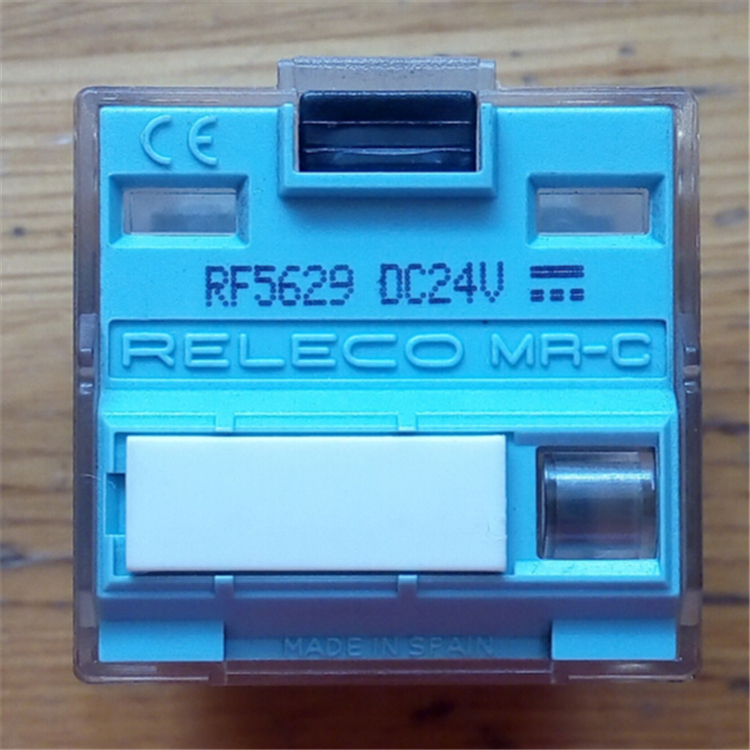 CE
RF5629 DC24V ⎓
RELECO MR-C
MADE IN SPAIN